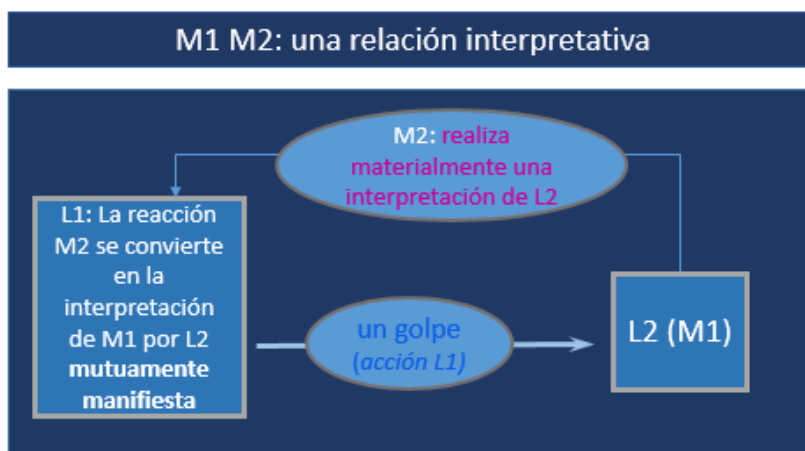 M1 M2: una relación interpretativa
M2: realiza
materialmente una
interpretación de L2
L1: La reacción
M2 se convierte
en la
interpretación
de M1 por L2
mutuamente
manifiesta
un golpe
(acción L1)
L2 (M1)